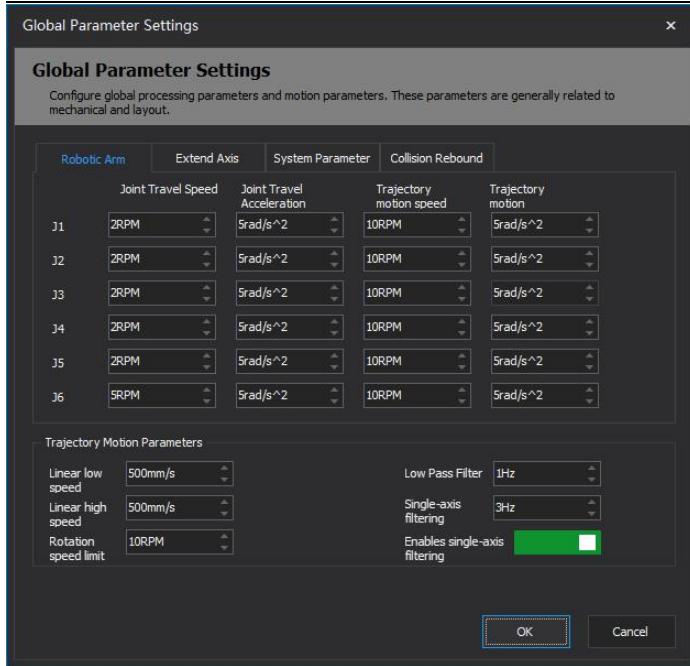 Global Parameter Settings
Global Parameter Settings
Configure global processing parameters and motion parameters. These parameters are generally related to
mechanical and layout.
Robotic Arm Extend Axis System Parameter Collision Rebound
Joint Travel Speed Joint Travel Acceleration Trajectory motion speed Trajectory motion
J1 2RPM 5rad/s^2 10RPM 5rad/s^2
J2 2RPM 5rad/s^2 10RPM 5rad/s^2
J3 2RPM 5rad/s^2 10RPM 5rad/s^2
J4 2RPM 5rad/s^2 10RPM 5rad/s^2
J5 2RPM 5rad/s^2 10RPM 5rad/s^2
J6 5RPM 5rad/s^2 10RPM 5rad/s^2
Trajectory Motion Parameters
Linear low speed 500mm/s Low Pass Filter 1Hz
Linear high speed 500mm/s Single-axis filtering 3Hz
Rotation speed limit 10RPM Enables single-axis filtering
OK Cancel